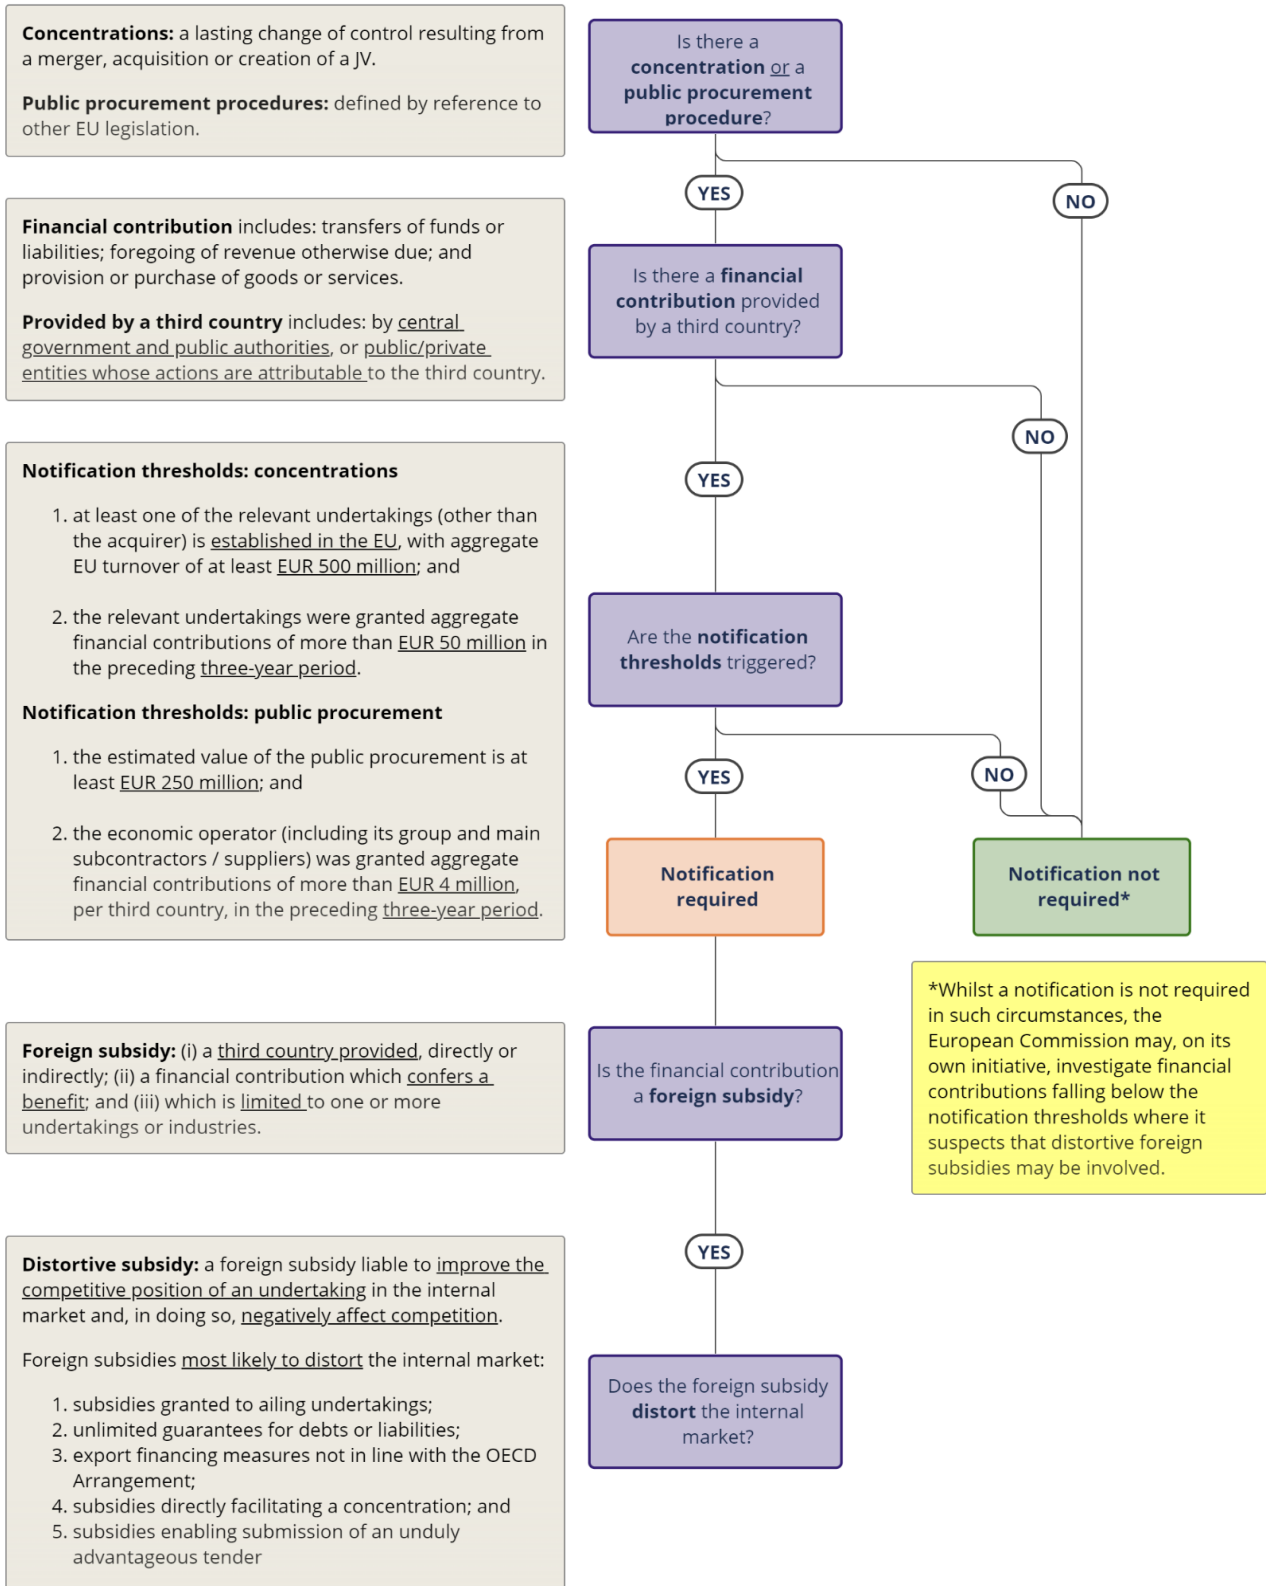 Concentrations: a lasting change of control resulting from
a merger, acquisition or creation of a JV.
Public procurement procedures: defined by reference to
other EU legislation.
Is there a
concentration or a
public procurement
procedure?
YES
NO
Financial contribution includes: transfers of funds or
liabilities; foregoing of revenue otherwise due; and
provision or purchase of goods or services.
Provided by a third country includes: by central
government and public authorities, or public/private
entities whose actions are attributable to the third country.
Is there a financial
contribution provided
by a third country?
NO
YES
Notification thresholds: concentrations
1. at least one of the relevant undertakings (other than
the acquirer) is established in the EU, with aggregate
EU turnover of at least EUR 500 million; and
2. the relevant undertakings were granted aggregate
financial contributions of more than EUR 50 million in
the preceding three-year period.
Notification thresholds: public procurement
1. the estimated value of the public procurement is at
least EUR 250 million; and
2. the economic operator (including its group and main
subcontractors / suppliers) was granted aggregate
financial contributions of more than EUR 4 million,
per third country, in the preceding three-year period.
Are the notification
thresholds triggered?
YES
NO
Notification
required
Notification not
required*
*Whilst a notification is not required
in such circumstances, the
European Commission may, on its
own initiative, investigate financial
contributions falling below the
notification thresholds where it
suspects that distortive foreign
subsidies may be involved.
Foreign subsidy: (i) a third country provided, directly or
indirectly; (ii) a financial contribution which confers a
benefit; and (iii) which is limited to one or more
undertakings or industries.
Is the financial contribution
a foreign subsidy?
YES
Distortive subsidy: a foreign subsidy liable to improve the
competitive position of an undertaking in the internal
market and, in doing so, negatively affect competition.
Foreign subsidies most likely to distort the internal market:
1. subsidies granted to ailing undertakings;
2. unlimited guarantees for debts or liabilities;
3. export financing measures not in line with the OECD
Arrangement;
4. subsidies directly facilitating a concentration; and
5. subsidies enabling submission of an unduly
advantageous tender
Does the foreign subsidy
distort the internal
market?